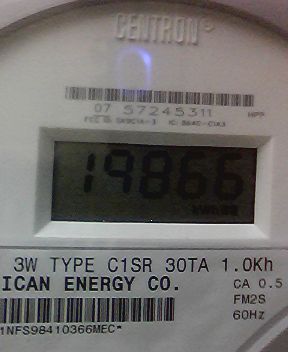 CENTRON®
07 57245311
HPP
19866
3W TYPE C1SR 30TA 1.0Kh
ICAN ENERGY CO.
CA 0.5
FM2S
60Hz
1NFS98410366MEC*